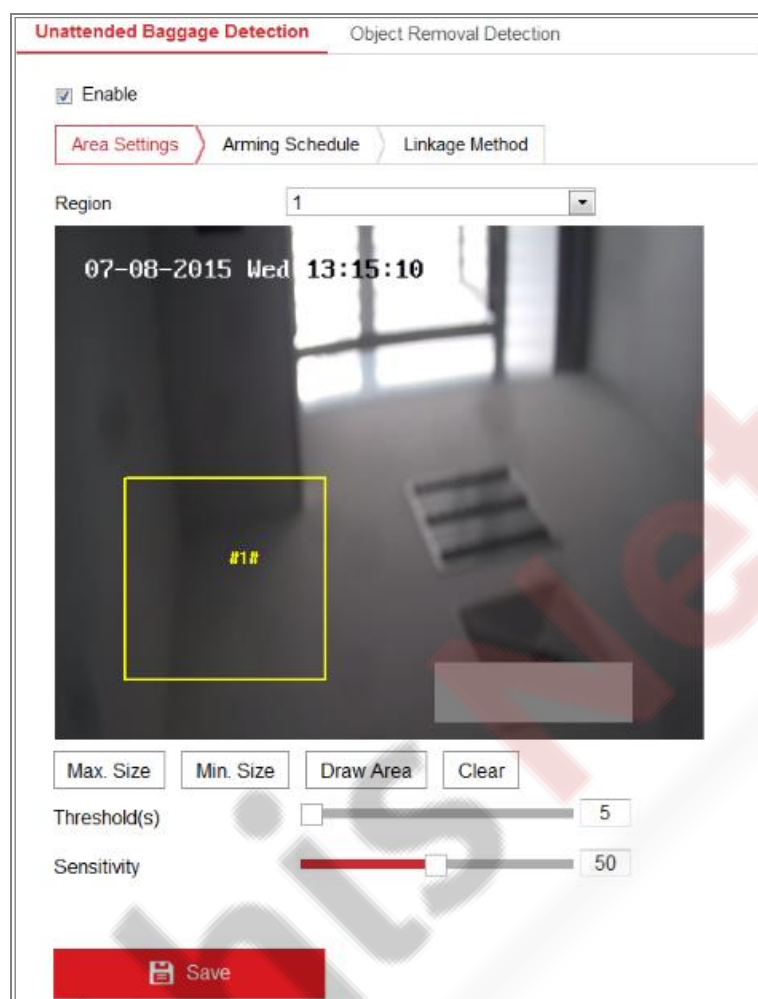 Unattended Baggage Detection Object Removal Detection
Enable
Area Settings Arming Schedule Linkage Method
Region 1
07-08-2015 Wed 13:15:10
#1#
Max. Size Min. Size Draw Area Clear
Threshold(s) 5
Sensitivity 50
Save